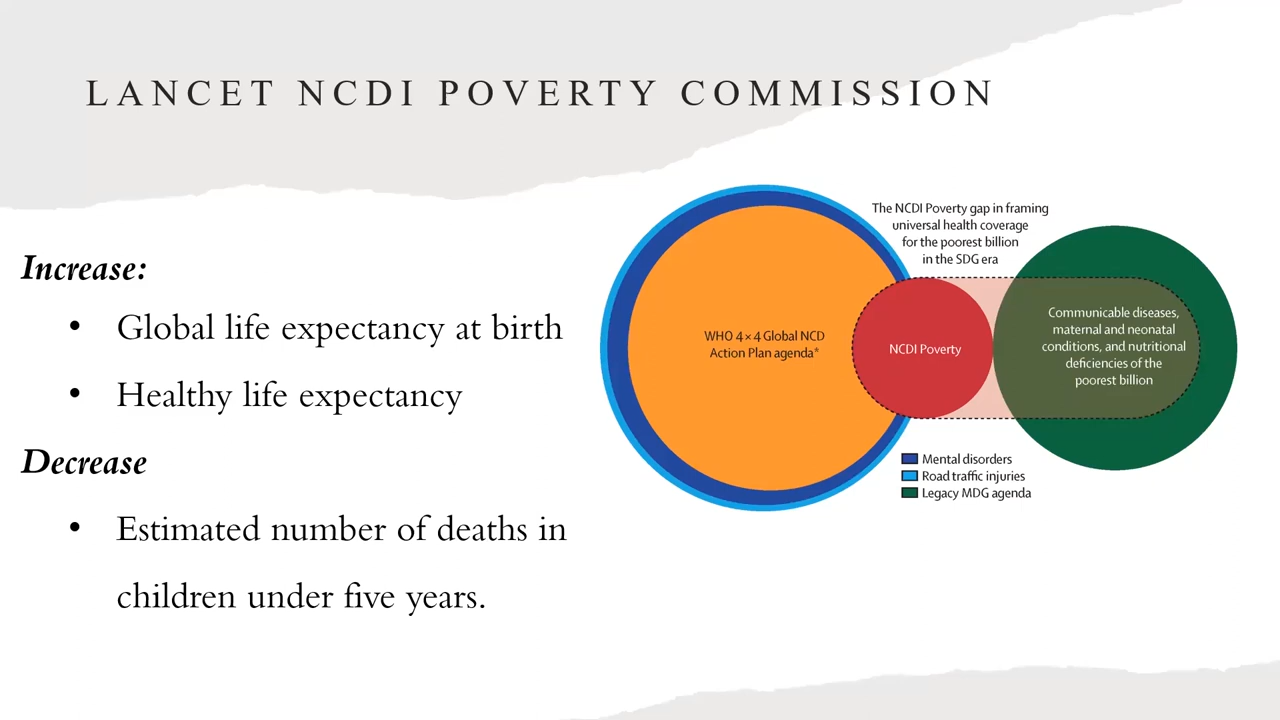 LANCET NCDI POVERTY COMMISSION
Increase:
• Global life expectancy at birth
• Healthy life expectancy
Decrease
• Estimated number of deaths in
children under five years.
The NCDI Poverty gap in framing
universal health coverage
for the poorest billion
in the SDG era
WHO 4×4 Global NCD
Action Plan agenda*
NCDI Poverty
Communicable diseases,
maternal and neonatal
conditions, and nutritional
deficiencies of the
poorest billion
Mental disorders
Road traffic injuries
Legacy MDG agenda